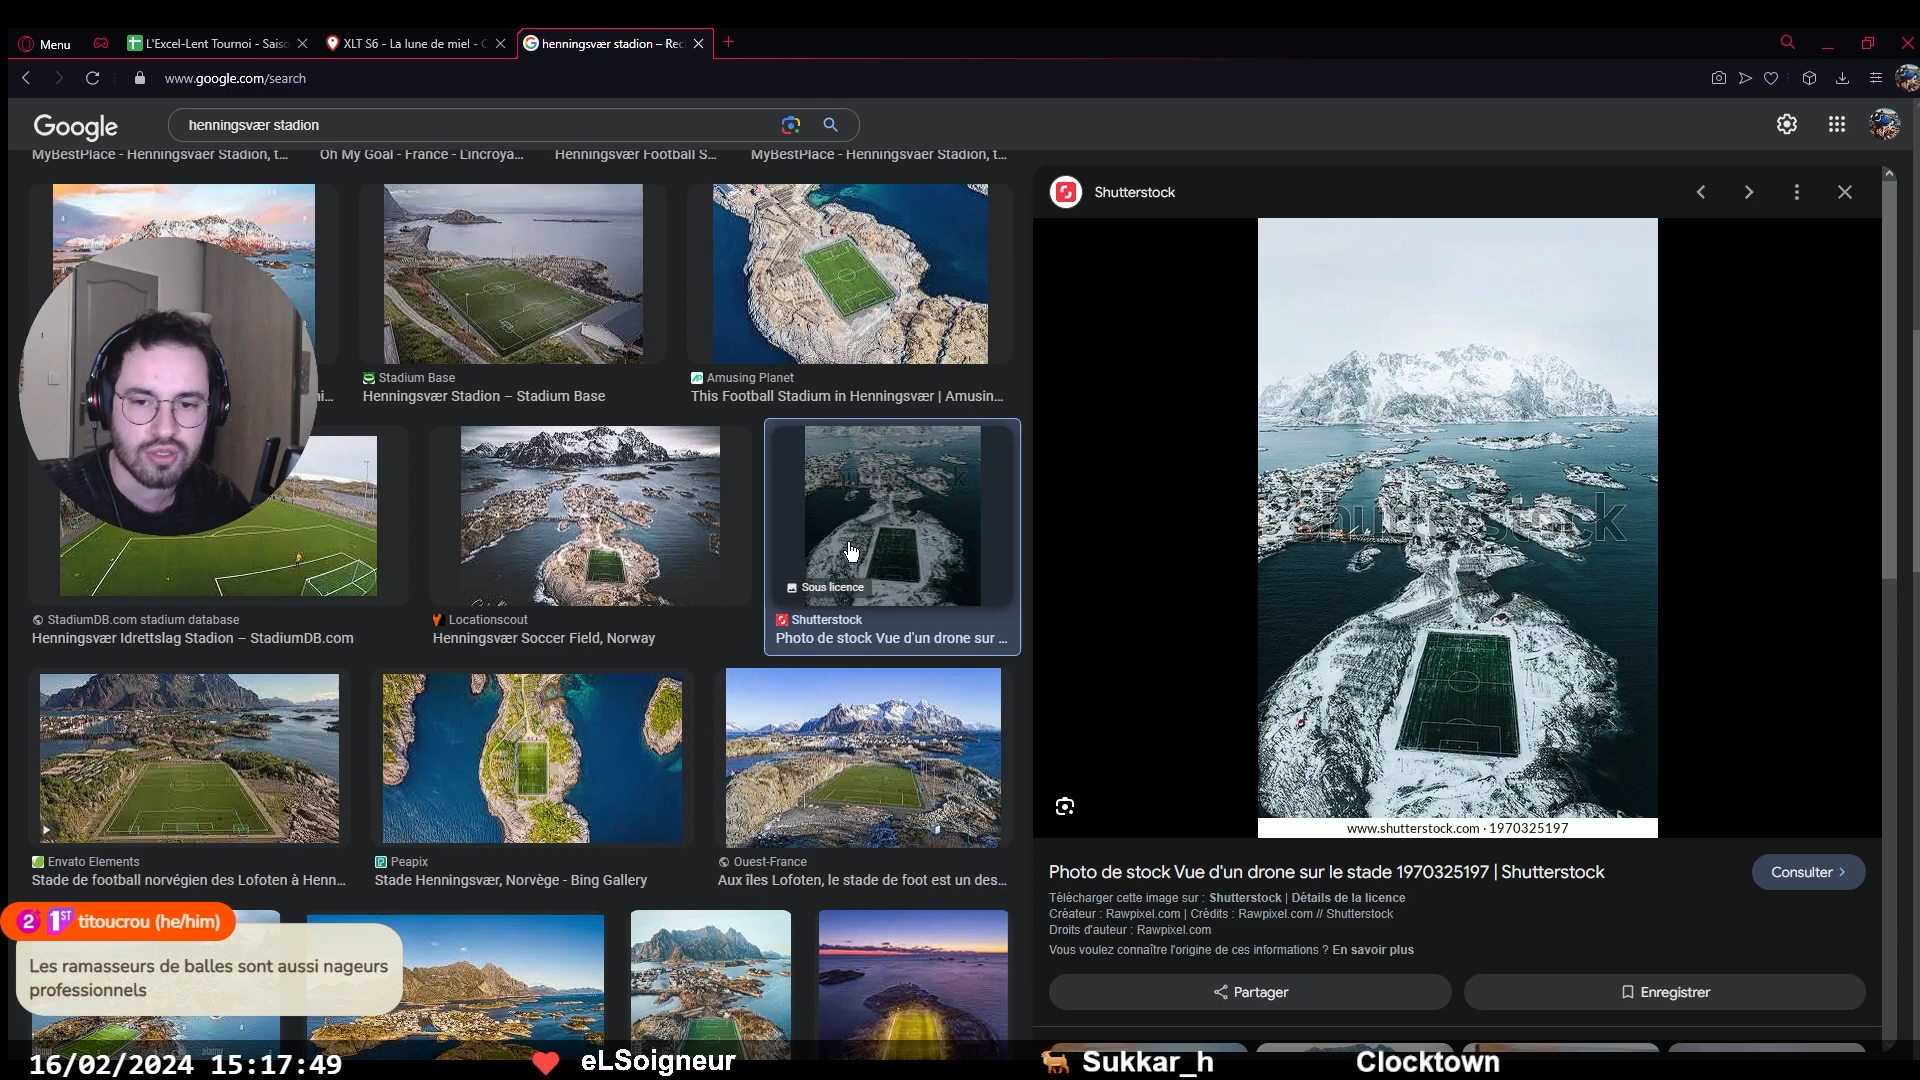 Menu
L'Excel-Lent Tournoi - Saiso
XLT S6 - La lune de miel - C
henningsvær stadion – Rec
www.google.com/search
Google
henningsvær stadion
MyBestPlace - Henningsvaer Stadion, t...
Oh My Goal - France - L'incroya...
Henningsvær Football S...
MyBestPlace - Henningsvaer Stadion, t...
Shutterstock
Stadium Base
Henningsvær Stadion – Stadium Base
Amusing Planet
This Football Stadium in Henningsvær | Amusin...
StadiumDB.com stadium database
Henningsvær Idrettslag Stadion – StadiumDB.com
Locationscout
Henningsvær Soccer Field, Norway
Sous licence
Shutterstock
Photo de stock Vue d'un drone sur ...
shutterstock
www.shutterstock.com · 1970325197
Envato Elements
Stade de football norvégien des Lofoten à Henn...
Peapix
Stade Henningsvær, Norvège - Bing Gallery
Ouest-France
Aux îles Lofoten, le stade de foot est un des...
Photo de stock Vue d'un drone sur le stade 1970325197 | Shutterstock
Consulter
Télécharger cette image sur : Shutterstock | Détails de la licence
Créateur : Rawpixel.com | Crédits : Rawpixel.com // Shutterstock
Droits d'auteur : Rawpixel.com
Vous voulez connaître l'origine de ces informations ? En savoir plus
Partager
Enregistrer
2 1ST titoucrou (he/him)
Les ramasseurs de balles sont aussi nageurs
professionnels
16/02/2024 15:17:49
eLSoigneur
Sukkar_h
Clocktown